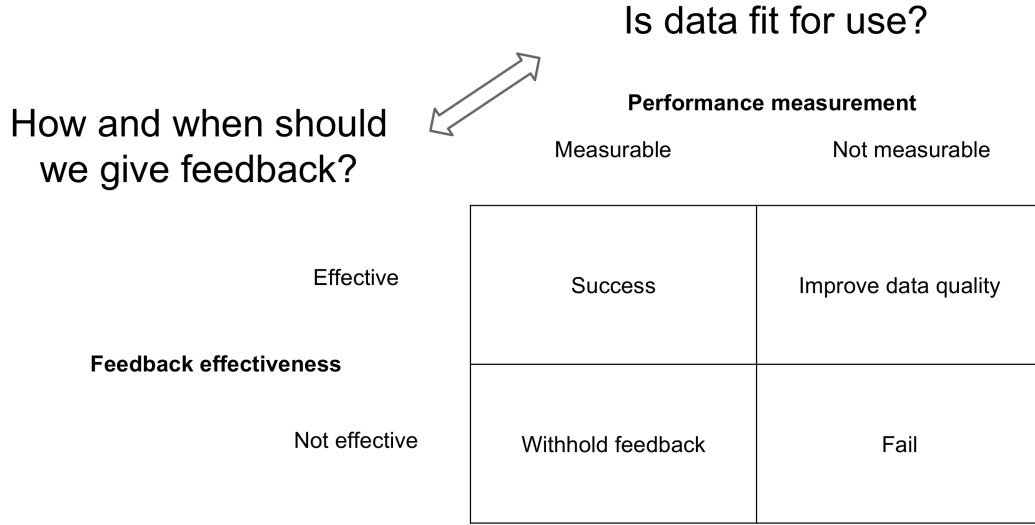 Is data fit for use?
How and when should
we give feedback?
Performance measurement
Measurable
Not measurable
Effective
Success
Improve data quality
Feedback effectiveness
Not effective
Withhold feedback
Fail